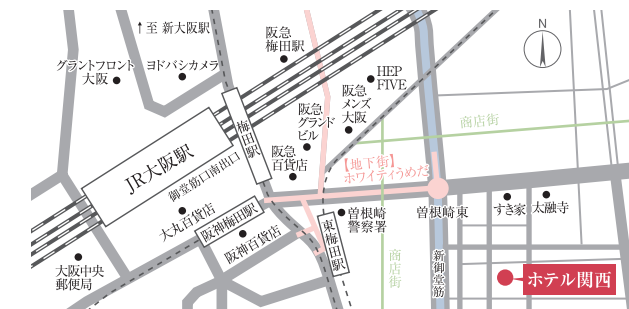 ↑至 新大阪駅
阪急
梅田駅
N
グラントフロント
大阪
ヨドバシカメラ
HEP
FIVE
阪急
メンズ
大阪
阪急
グランド
ビル
梅田駅
商店街
JR大阪駅
御堂筋口南出口
阪急
百貨店
【地下街】
ホワイティうめだ
大丸百貨店
阪神梅田駅
阪神百貨店
曽根崎
警察署
東梅田駅
曽根崎東
すき家
太融寺
大阪中央
郵便局
商店街
新御堂筋
ホテル関西